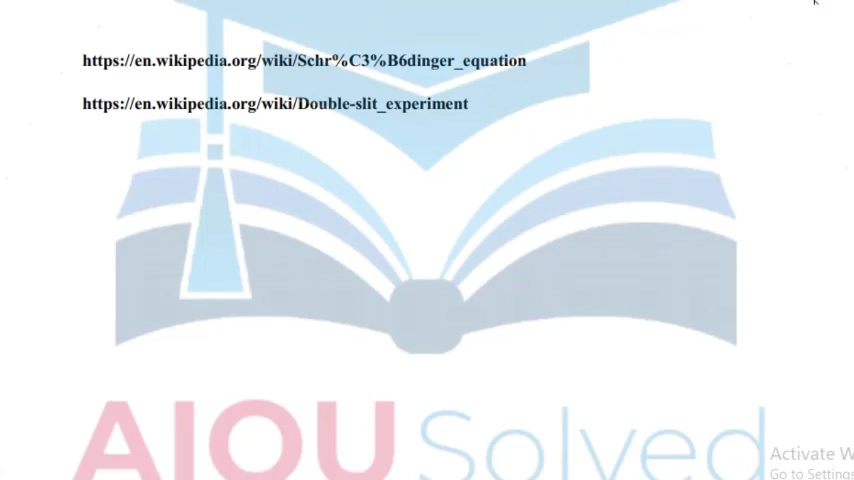 https://en.wikipedia.org/wiki/Schr%C3%B6dinger_equation
https://en.wikipedia.org/wiki/Double-slit_experiment
AIOU Solved
Activate W
Go to Settings